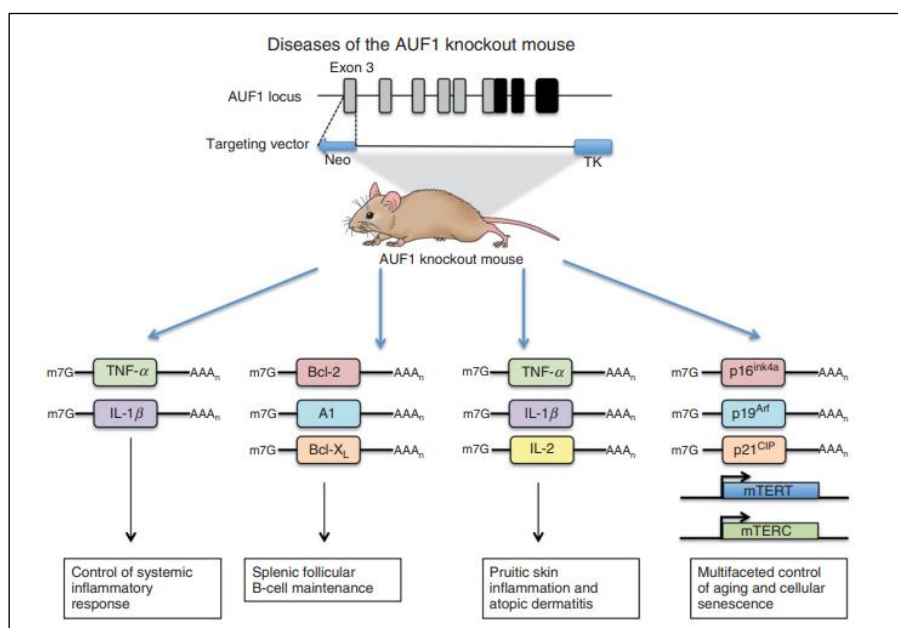 Diseases of the AUF1 knockout mouse
Exon 3
AUF1 locus
Targeting vector
Neo
TK
AUF1 knockout mouse
m7G TNF-α AAAn
m7G IL-1β AAAn
Control of systemic
inflammatory
response
m7G Bcl-2 AAAn
m7G A1 AAAn
m7G Bcl-XL AAAn
Splenic follicular
B-cell maintenance
m7G TNF-α AAAn
m7G IL-1β AAAn
m7G IL-2 AAAn
Pruitic skin
inflammation and
atopic dermatitis
m7G p16ink4a AAAn
m7G p19Arf AAAn
m7G p21CIP AAAn
mTERT
mTERC
Multifaceted control
of aging and cellular
senescence